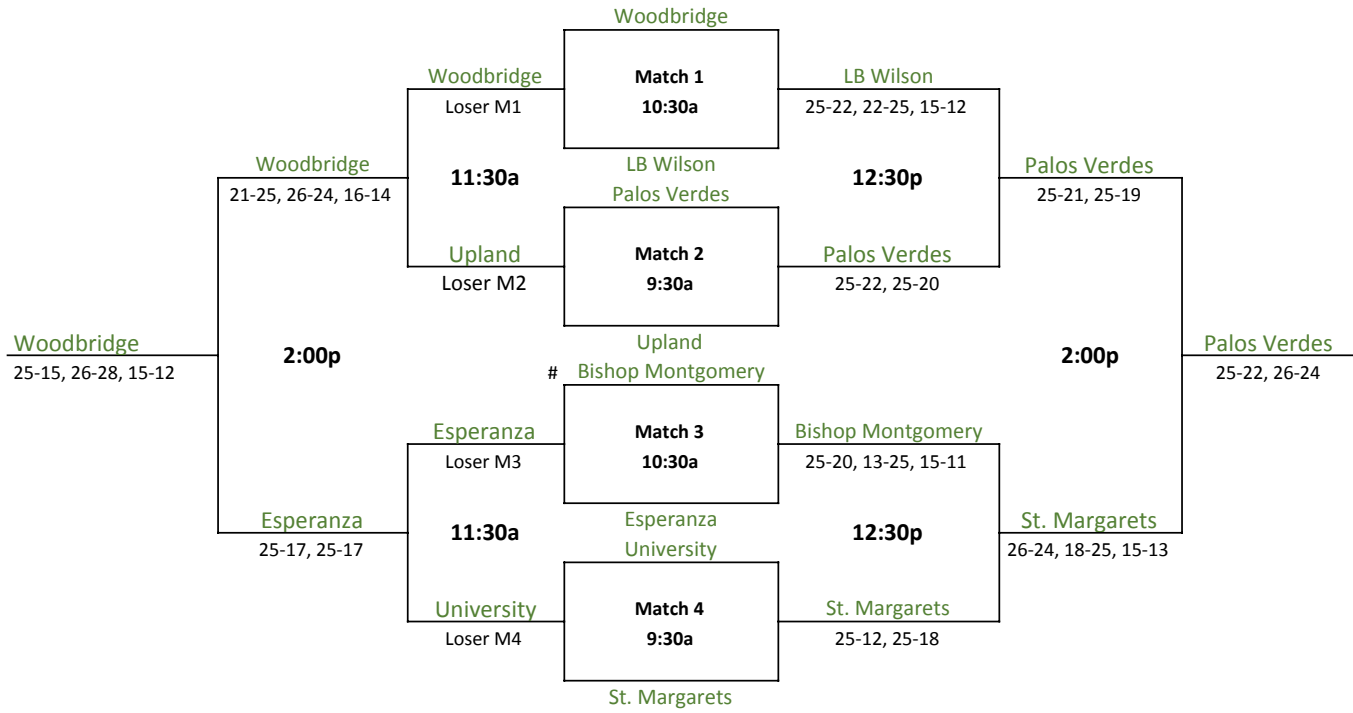 Woodbridge
Woodbridge
Match 1
LB Wilson
Loser M1
10:30a
25-22, 22-25, 15-12
Woodbridge
11:30a
LB Wilson
12:30p
Palos Verdes
21-25, 26-24, 16-14
Palos Verdes
25-21, 25-19
Upland
Match 2
Palos Verdes
Loser M2
9:30a
25-22, 25-20
Woodbridge
2:00p
Upland
2:00p
Palos Verdes
25-15, 26-28, 15-12
# Bishop Montgomery
25-22, 26-24
Esperanza
Match 3
Bishop Montgomery
Loser M3
10:30a
25-20, 13-25, 15-11
Esperanza
11:30a
Esperanza
12:30p
St. Margarets
25-17, 25-17
University
26-24, 18-25, 15-13
University
Match 4
St. Margarets
Loser M4
9:30a
25-12, 25-18
St. Margarets